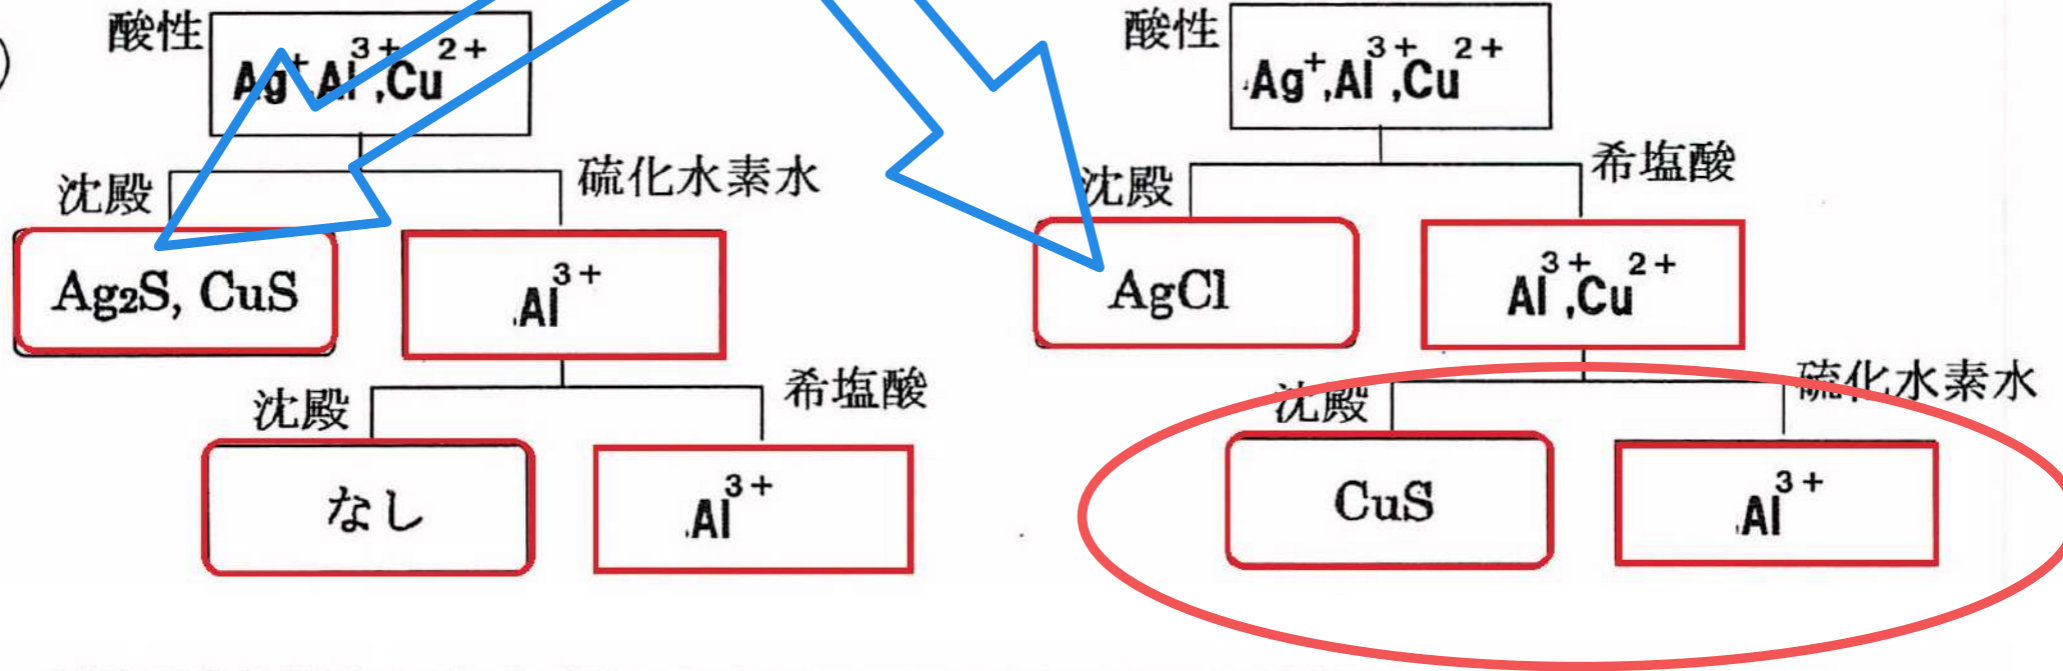 酸性
Ag⁺,Al³⁺,Cu²⁺
沈殿
硫化水素水
Ag₂S, CuS
Al³⁺
沈殿
希塩酸
なし
Al³⁺
酸性
Ag⁺,Al³⁺,Cu²⁺
沈殿
希塩酸
AgCl
Al³⁺,Cu²⁺
沈殿
硫化水素水
CuS
Al³⁺